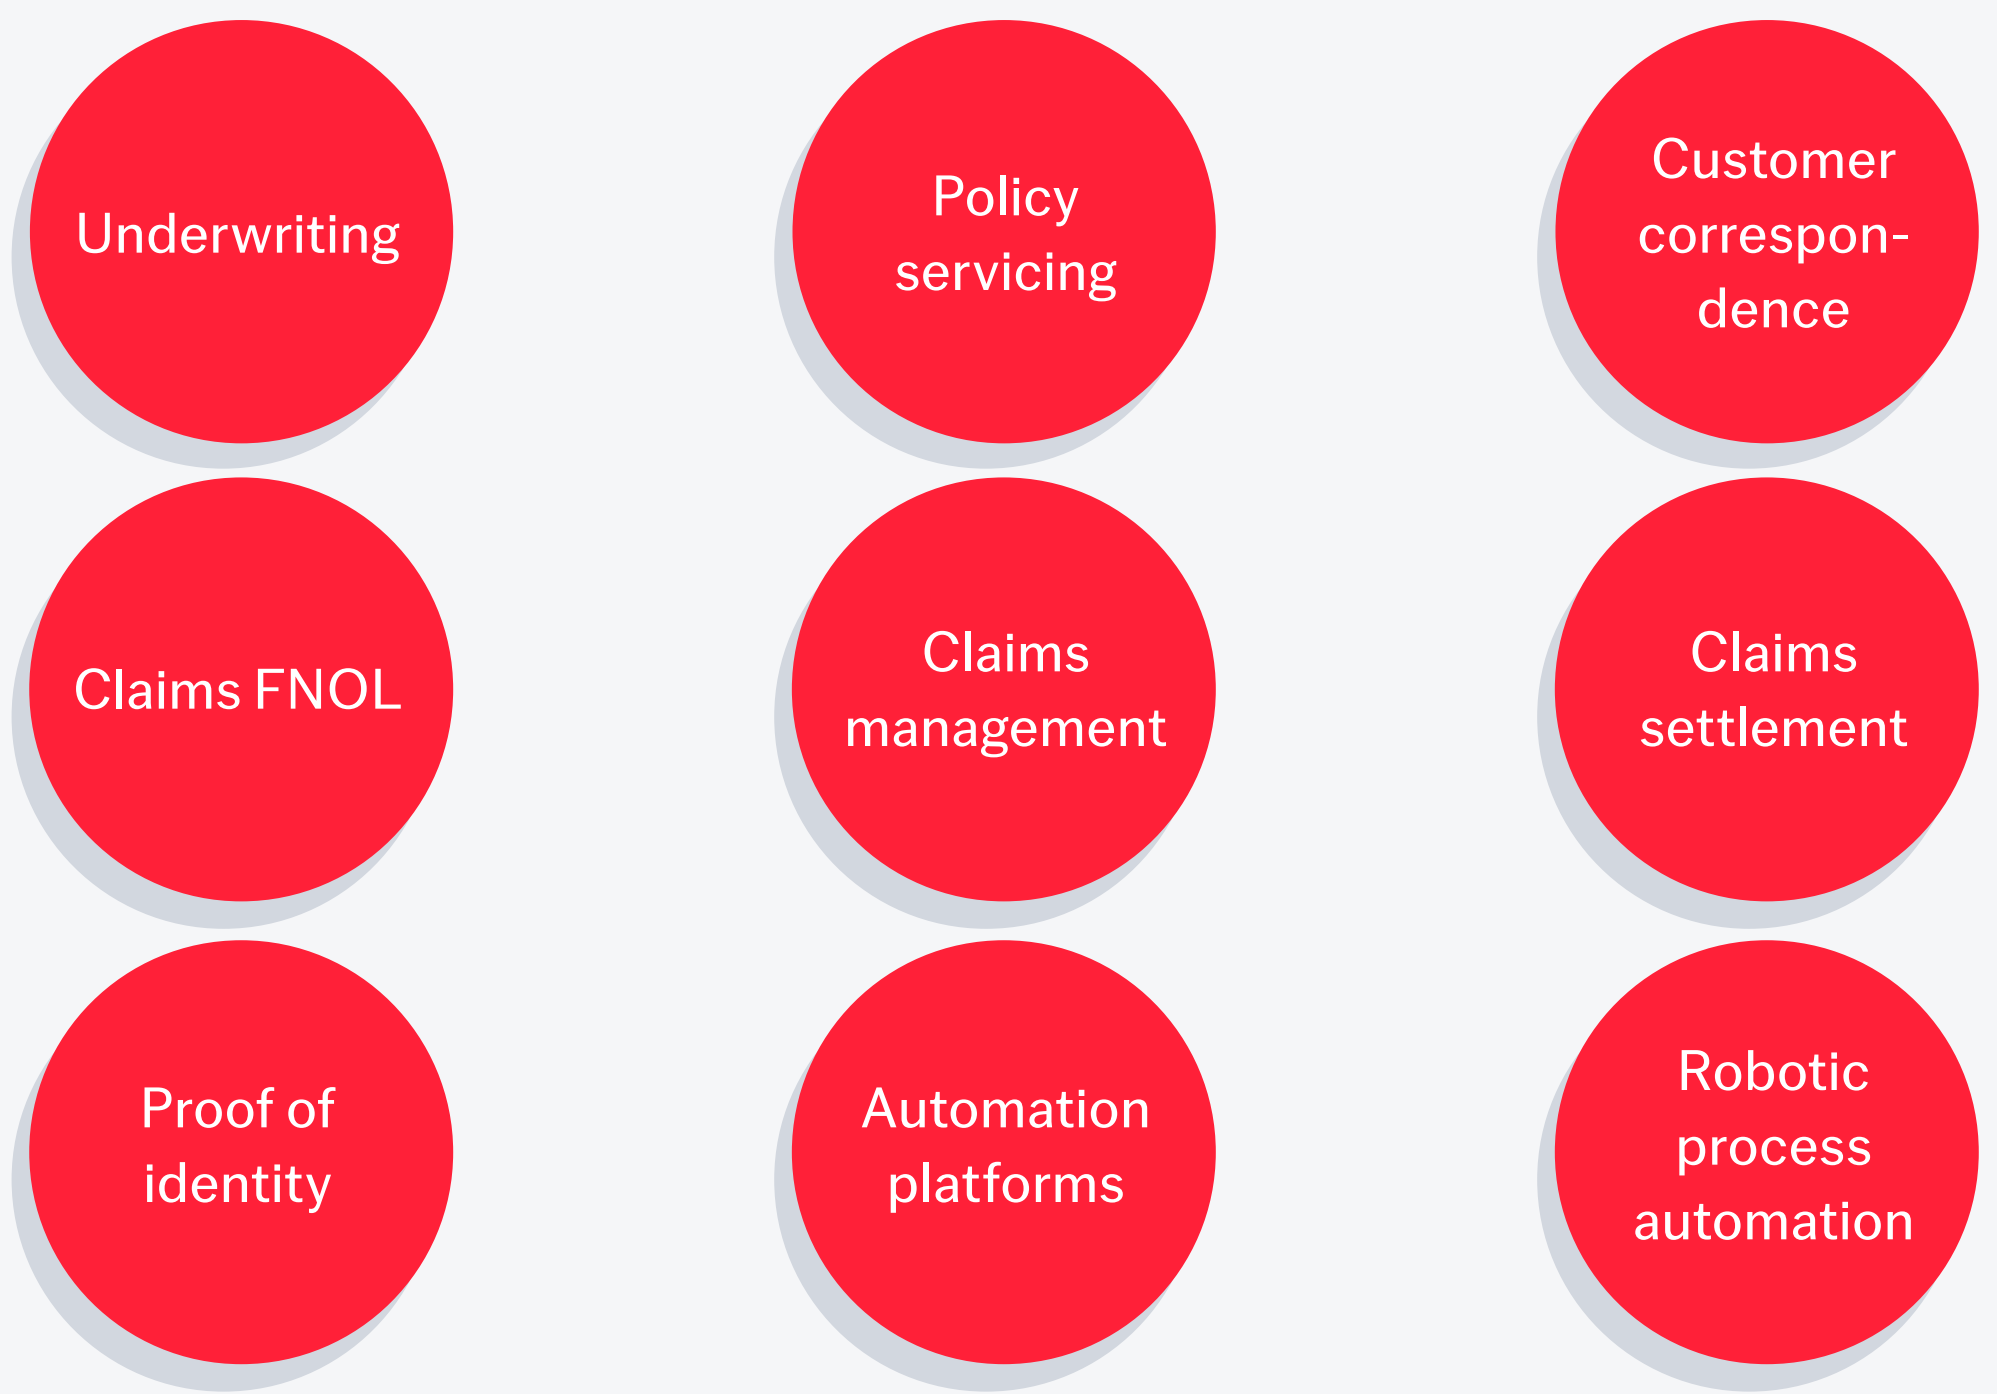 Underwriting
Policy
servicing
Customer
correspon-
dence
Claims FNOL
Claims
management
Claims
settlement
Proof of
identity
Automation
platforms
Robotic
process
automation